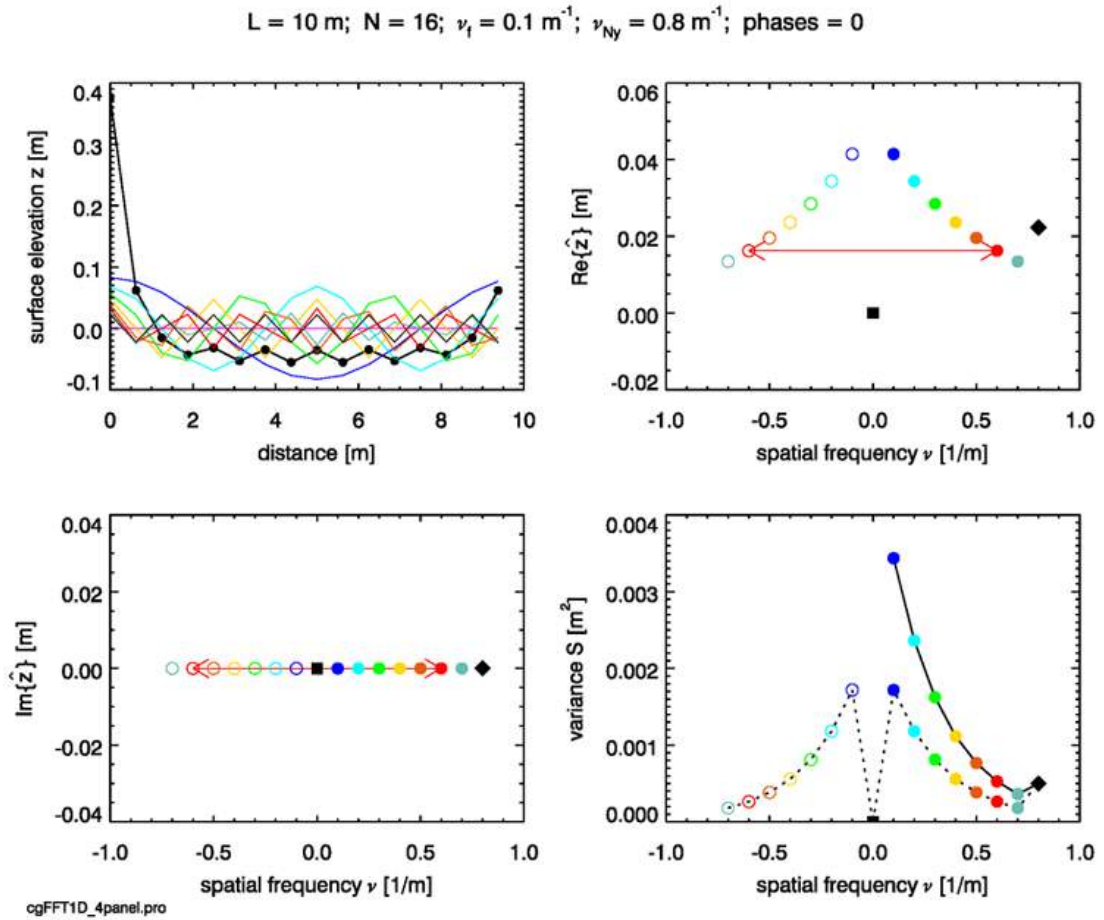 L = 10 m; N = 16; ν_f = 0.1 m⁻¹; ν_Ny = 0.8 m⁻¹; phases = 0
surface elevation z [m]
0.4
0.3
0.2
0.1
0.0
-0.1
0 2 4 6 8 10
distance [m]
Re{ẑ} [m]
0.06
0.04
0.02
0.00
-0.02
-1.0 -0.5 0.0 0.5 1.0
spatial frequency ν [1/m]
Im{ẑ} [m]
0.04
0.02
0.00
-0.02
-0.04
-1.0 -0.5 0.0 0.5 1.0
spatial frequency ν [1/m]
variance S [m²]
0.004
0.003
0.002
0.001
0.000
-1.0 -0.5 0.0 0.5 1.0
spatial frequency ν [1/m]
cgFFT1D_4panel.pro